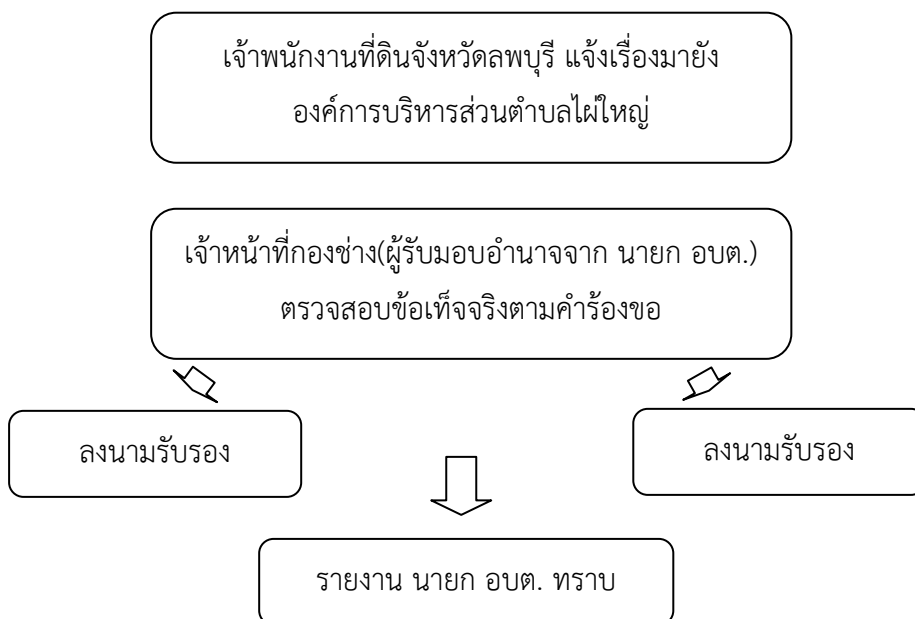 เจ้าพนักงานที่ดินจังหวัดลพบุรี แจ้งเรื่องมายัง
องค์การบริหารส่วนตำบลไผ่ใหญ่
เจ้าหน้าที่กองช่าง(ผู้รับมอบอำนาจจาก นายก อบต.)
ตรวจสอบข้อเท็จจริงตามคำร้องขอ
ลงนามรับรอง
ลงนามรับรอง
รายงาน นายก อบต. ทราบ